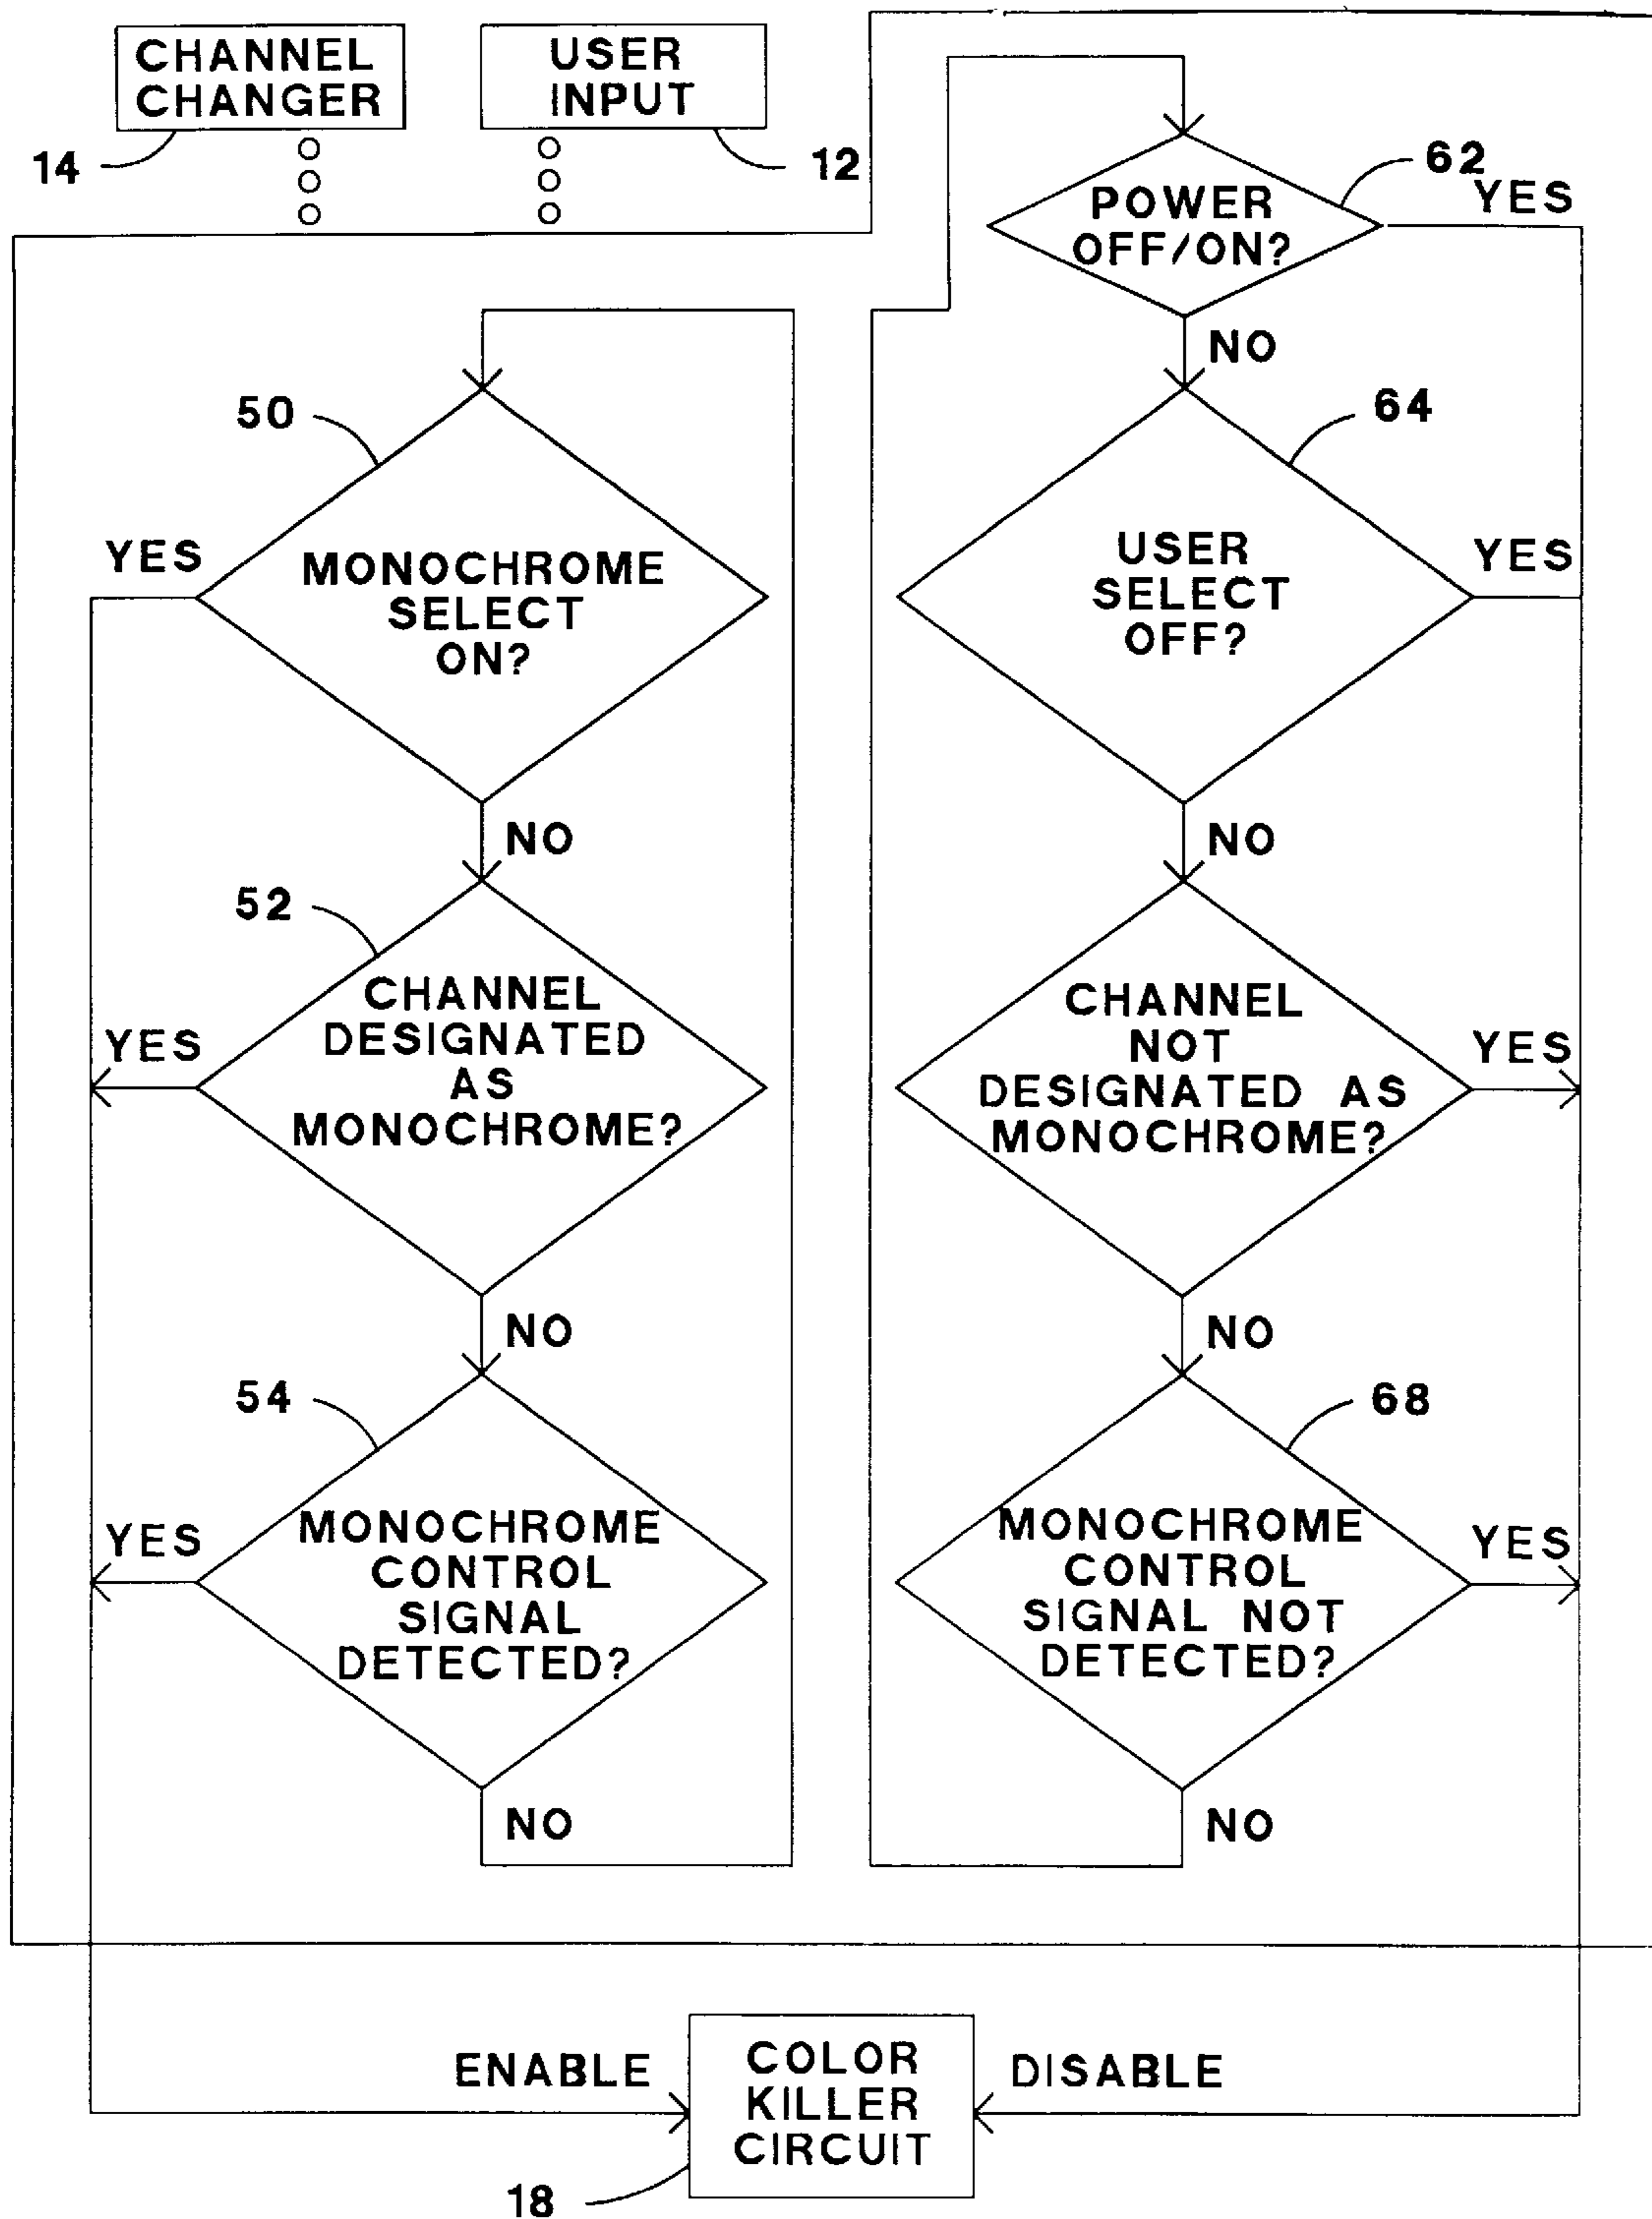 CHANNEL
CHANGER
14
USER
INPUT
12
POWER
OFF/ON?
62
YES
NO
50
YES
MONOCHROME
SELECT
ON?
NO
64
USER
SELECT
OFF?
YES
NO
52
YES
CHANNEL
DESIGNATED
AS
MONOCHROME?
NO
CHANNEL
NOT
DESIGNATED AS
MONOCHROME?
YES
NO
54
YES
MONOCHROME
CONTROL
SIGNAL
DETECTED?
NO
68
MONOCHROME
CONTROL
SIGNAL NOT
DETECTED?
YES
NO
ENABLE
COLOR
KILLER
CIRCUIT
DISABLE
18